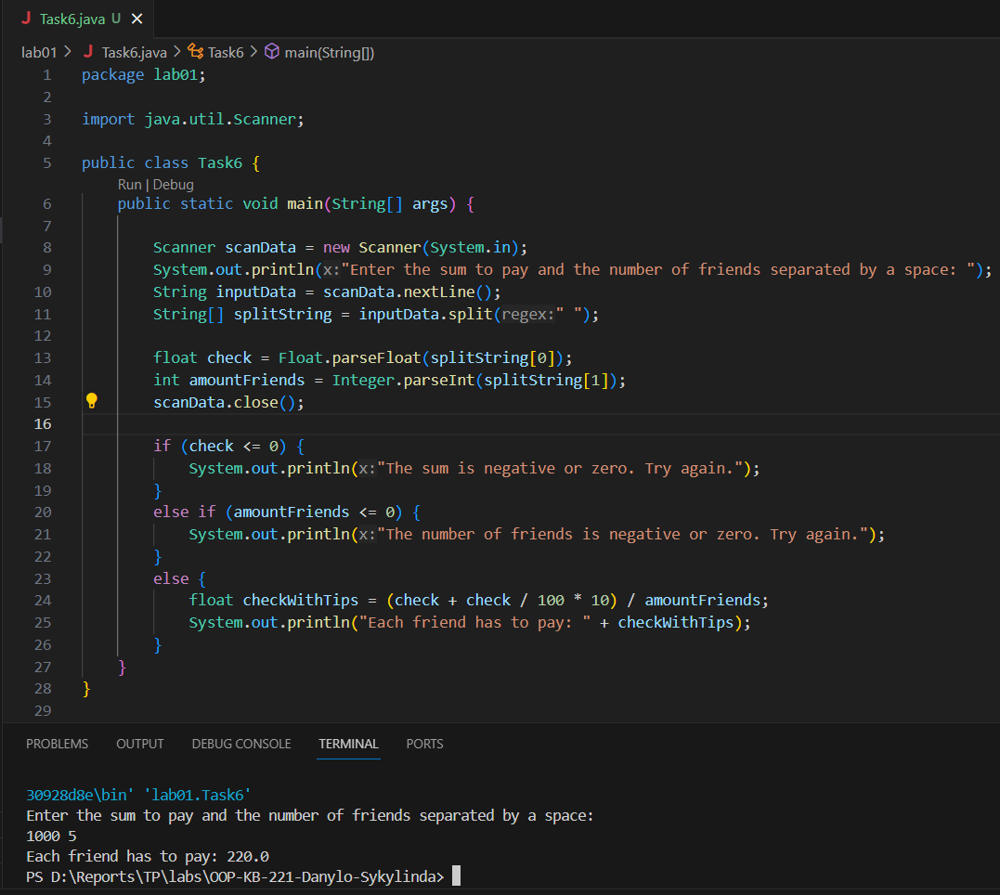 J Task6.java U ✕
lab01 > J Task6.java > Task6 > main(String[])
1 package lab01;
2
3 import java.util.Scanner;
4
5 public class Task6 {
Run | Debug
6     public static void main(String[] args) {
7
8         Scanner scanData = new Scanner(System.in);
9         System.out.println(x:"Enter the sum to pay and the number of friends separated by a space: ");
10         String inputData = scanData.nextLine();
11         String[] splitString = inputData.split(regex:" ");
12
13         float check = Float.parseFloat(splitString[0]);
14         int amountFriends = Integer.parseInt(splitString[1]);
15         scanData.close();
16
17         if (check <= 0) {
18             System.out.println(x:"The sum is negative or zero. Try again.");
19         }
20         else if (amountFriends <= 0) {
21             System.out.println(x:"The number of friends is negative or zero. Try again.");
22         }
23         else {
24             float checkWithTips = (check + check / 100 * 10) / amountFriends;
25             System.out.println("Each friend has to pay: " + checkWithTips);
26         }
27     }
28 }
29
PROBLEMS OUTPUT DEBUG CONSOLE TERMINAL PORTS
30928d8e\bin' 'lab01.Task6'
Enter the sum to pay and the number of friends separated by a space:
1000 5
Each friend has to pay: 220.0
PS D:\Reports\TP\labs\OOP-KB-221-Danylo-Sykylinda>